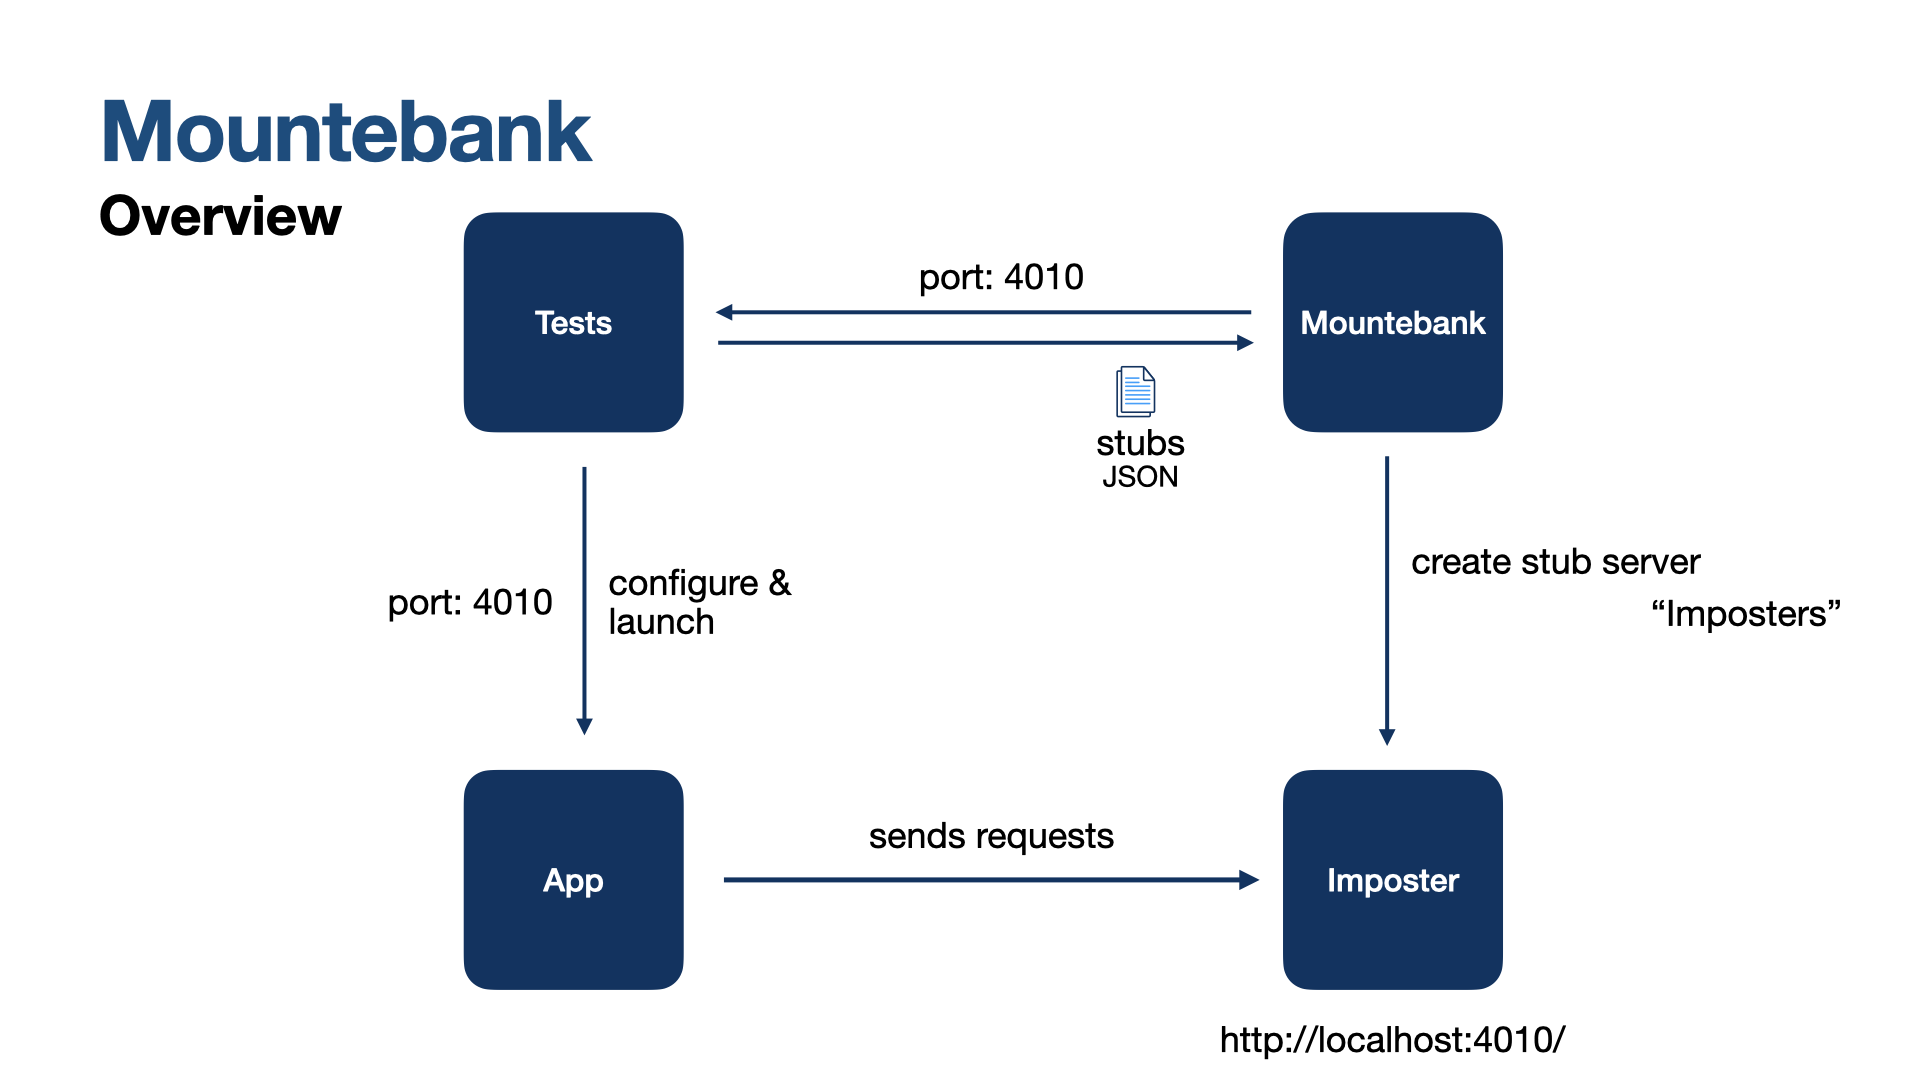 Mountebank
Overview
Tests
port: 4010
Mountebank
stubs
JSON
port: 4010
configure &
launch
create stub server
“Imposters”
App
sends requests
Imposter
http://localhost:4010/